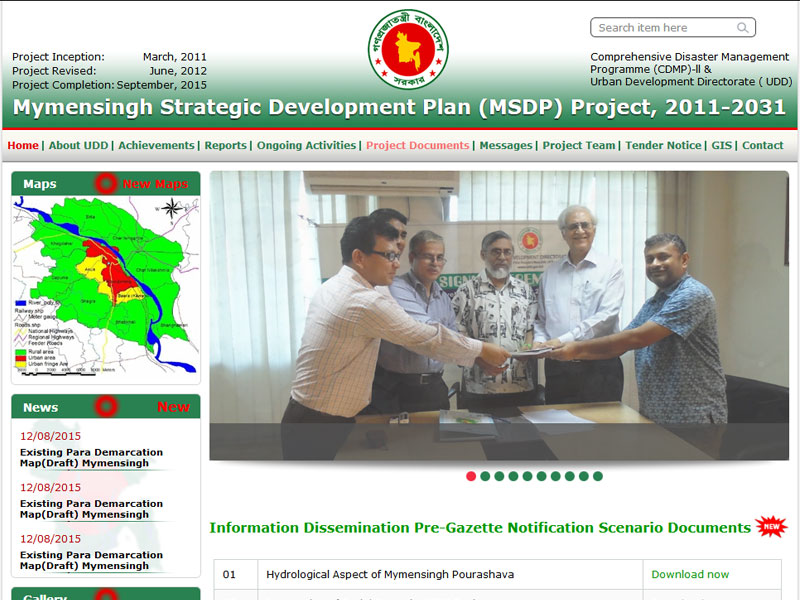 Project Inception: March, 2011
Project Revised: June, 2012
Project Completion: September, 2015
গণপ্রজাতন্ত্রী বাংলাদেশ
সরকার
Search item here
Comprehensive Disaster Management
Programme (CDMP)-ll &
Urban Development Directorate ( UDD)
Mymensingh Strategic Development Plan (MSDP) Project, 2011-2031
Home | About UDD | Achievements | Reports | Ongoing Activities | Project Documents | Messages | Project Team | Tender Notice | GIS | Contact
Maps New Maps
N
River_poly
Railway shp
Meter gauge
Roads.shp
National Highways
Regional Highways
Feeder Roads
Rural area
Urban area
Urban fringe Are
News New
12/08/2015
Existing Para Demarcation
Map(Draft) Mymensingh
12/08/2015
Existing Para Demarcation
Map(Draft) Mymensingh
12/08/2015
Existing Para Demarcation
Map(Draft) Mymensingh
Gallery
Information Dissemination Pre-Gazette Notification Scenario Documents NEW
01 Hydrological Aspect of Mymensingh Pourashava Download now